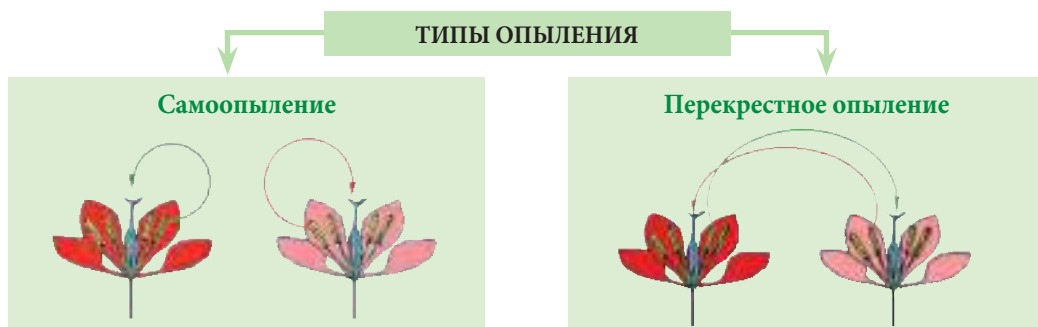 ТИПЫ ОПЫЛЕНИЯ
Самоопыление
Перекрестное опыление